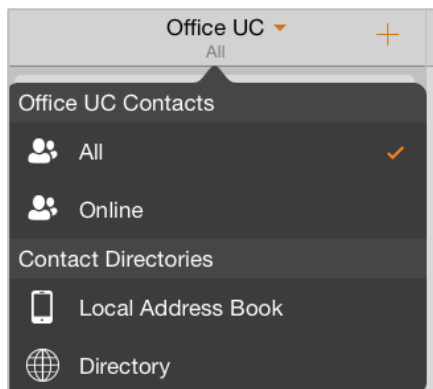 Office UC
All
Office UC Contacts
All
Online
Contact Directories
Local Address Book
Directory